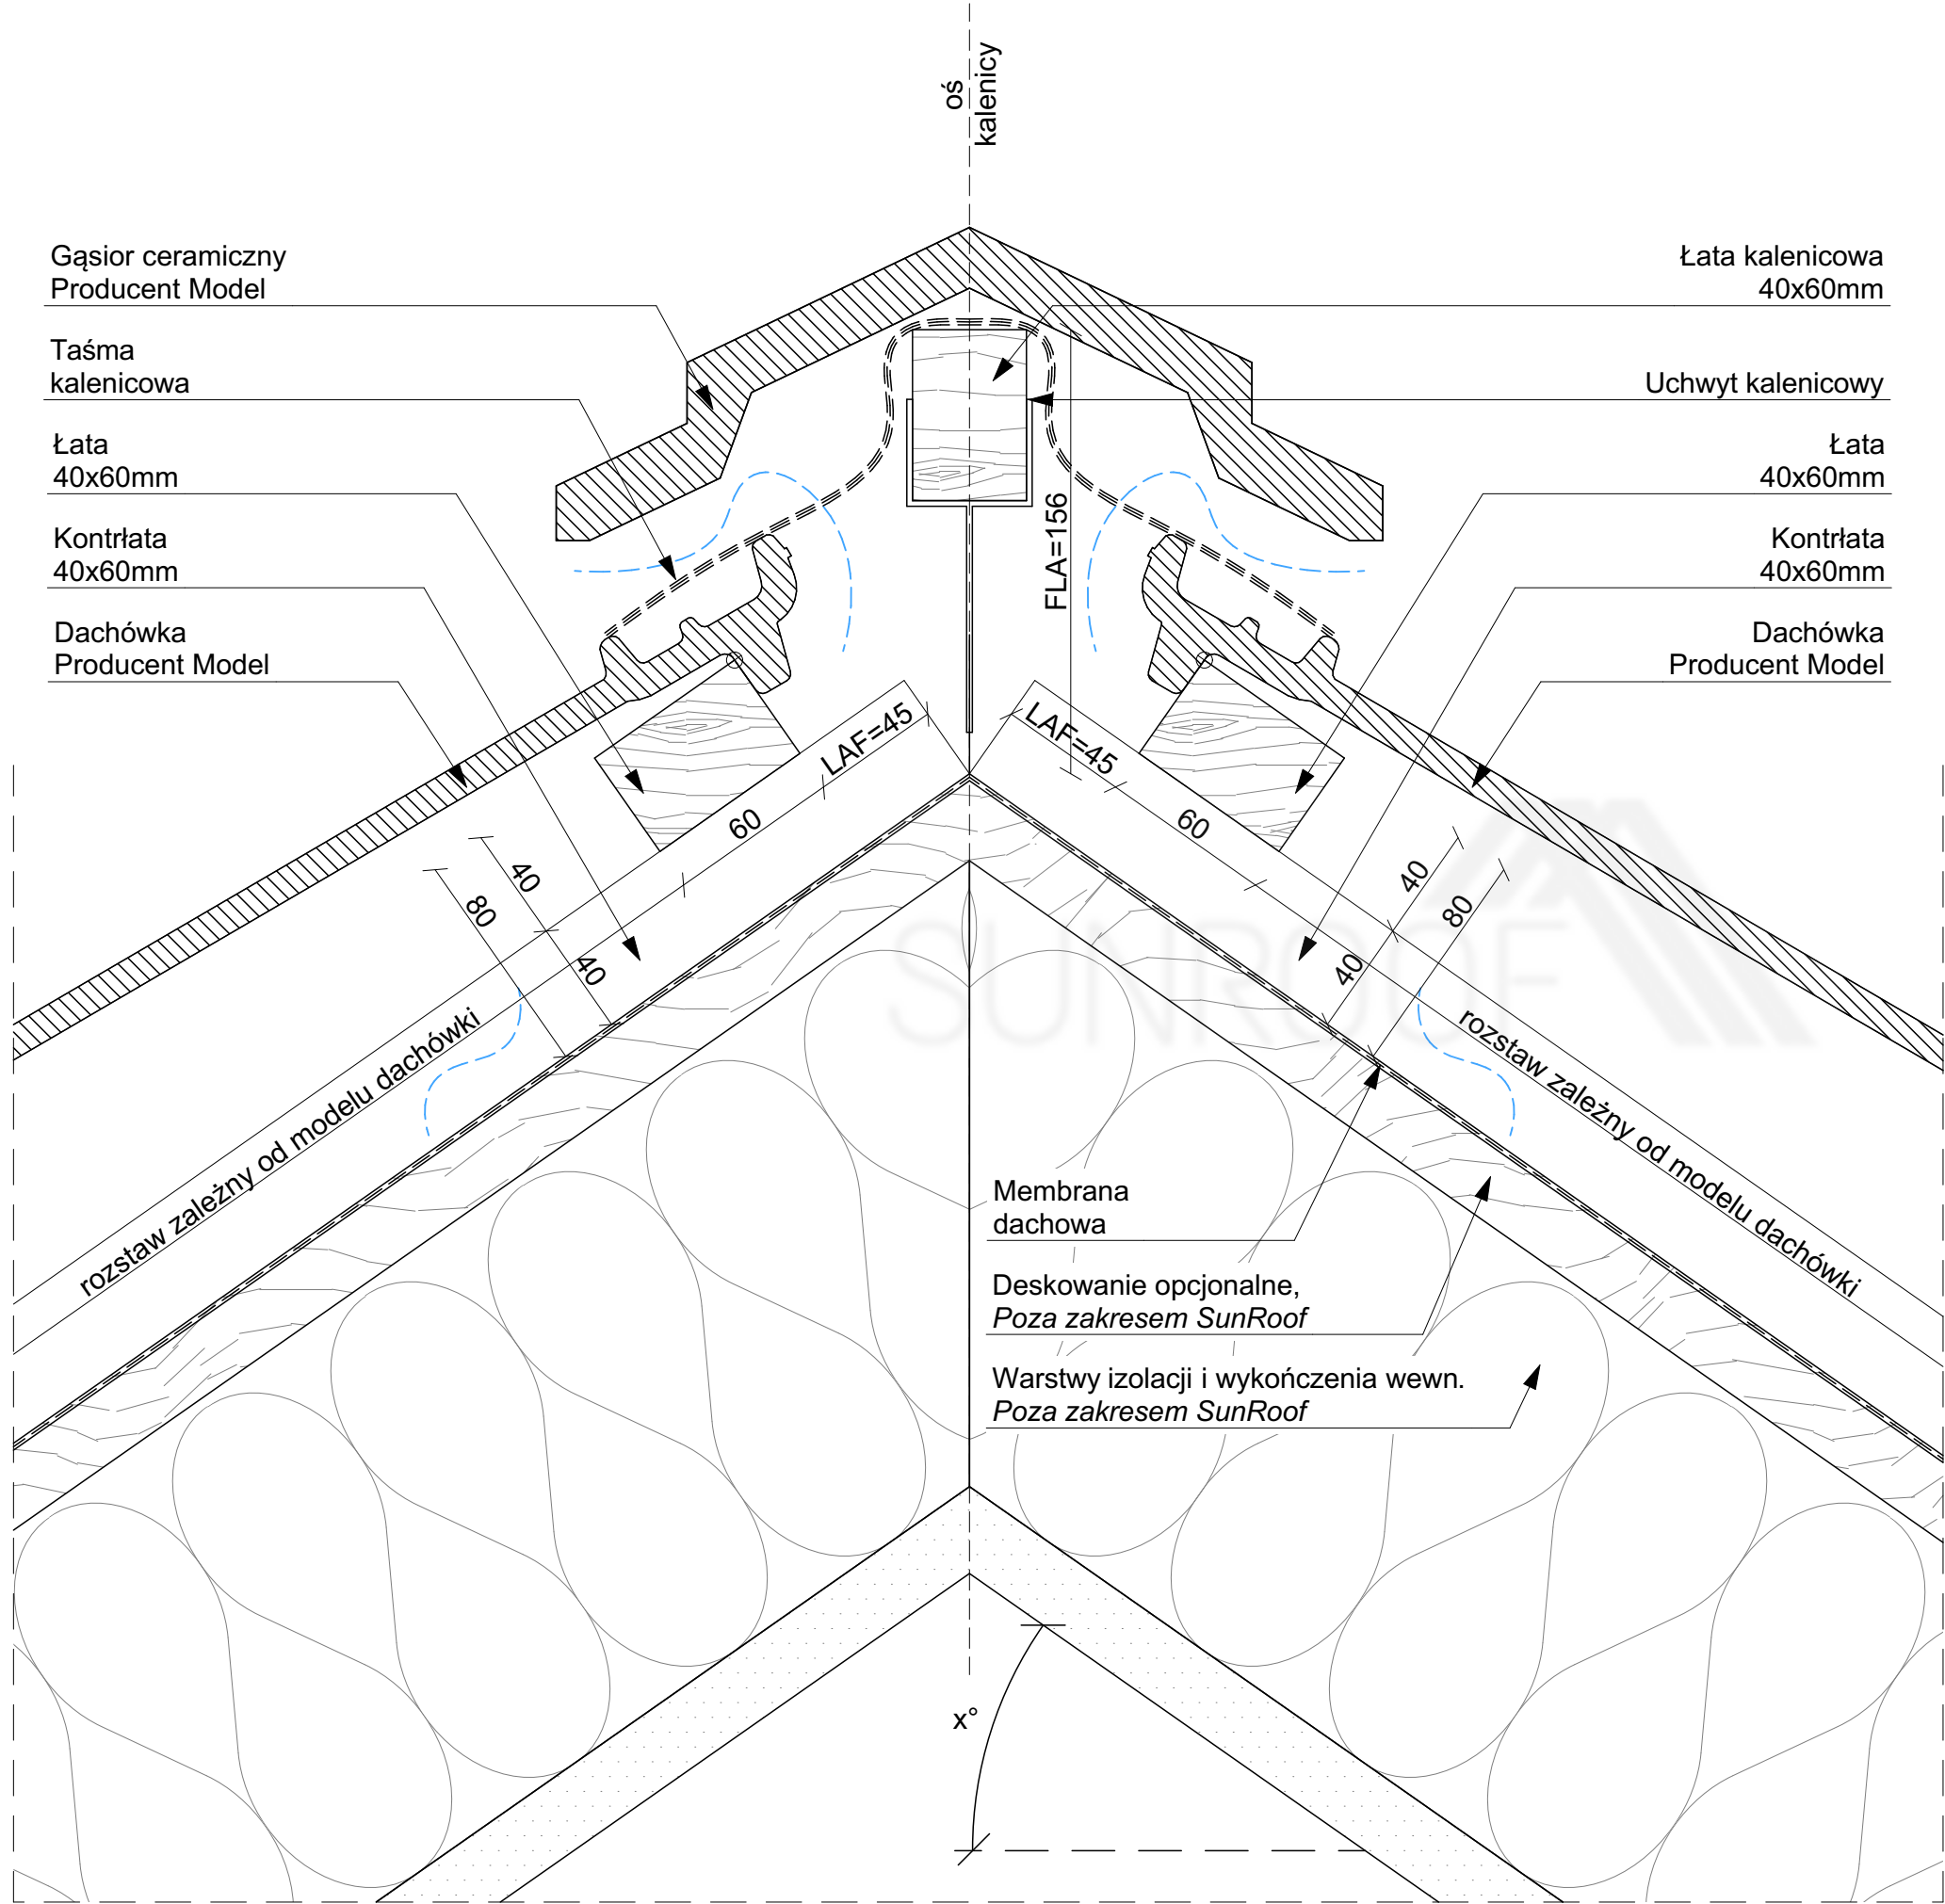 oś
kalenicy
Gąsior ceramiczny
Producent Model
Taśma
kalenicowa
Łata
40x60mm
Kontrłata
40x60mm
Dachówka
Producent Model
Łata kalenicowa
40x60mm
Uchwyt kalenicowy
Łata
40x60mm
Kontrłata
40x60mm
Dachówka
Producent Model
FLA=156
LAF=45
LAF=45
60
60
40
80
40
40
80
40
SUNROOF
rozstaw zależny od modelu dachówki
rozstaw zależny od modelu dachówki
Membrana
dachowa
Deskowanie opcjonalne,
Poza zakresem SunRoof
Warstwy izolacji i wykończenia wewn.
Poza zakresem SunRoof
x°